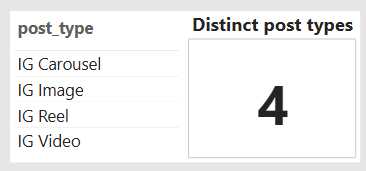 post_type
IG Carousel
IG Image
IG Reel
IG Video
Distinct post types
4